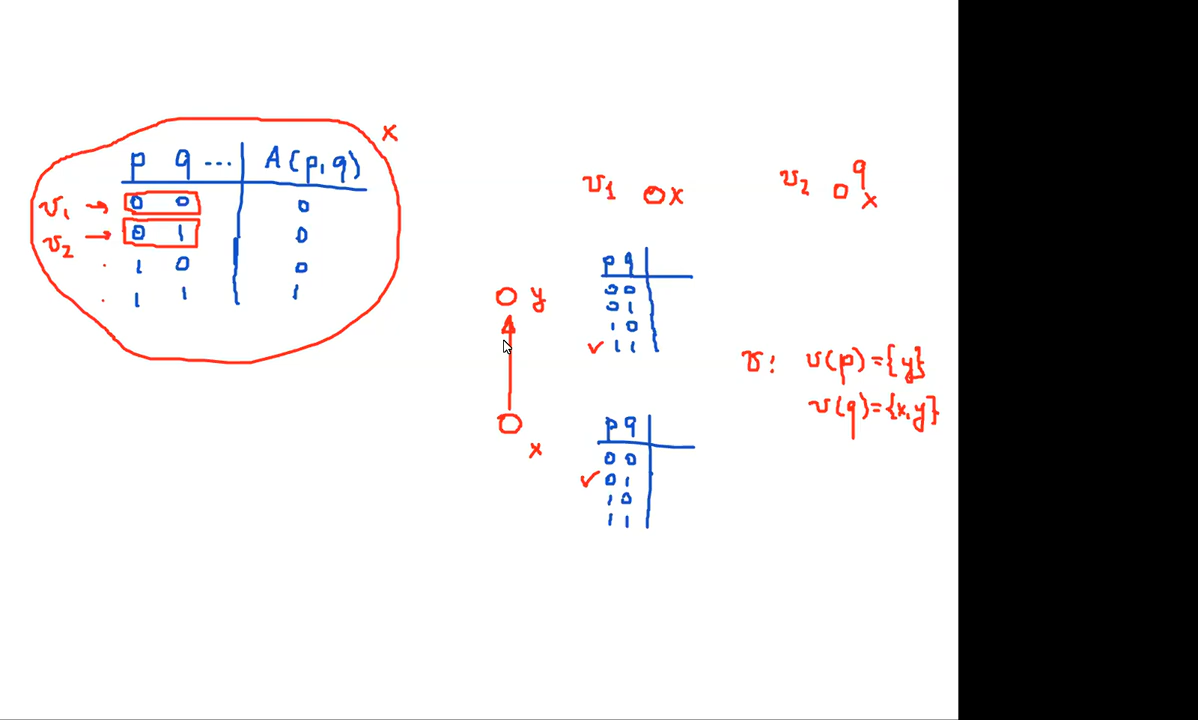 x
p q ... A(p,q)
v₁ → 0 0 0
v₂ → 0 1 0
1 0 0
1 1 1
v₁ x
v₂ q
x
y
x
p q
0 0
0 1
1 0
✓ 1 1
v: v(p)={y}
v(q)={x,y}
p q
0 0
✓ 0 1
1 0
1 1